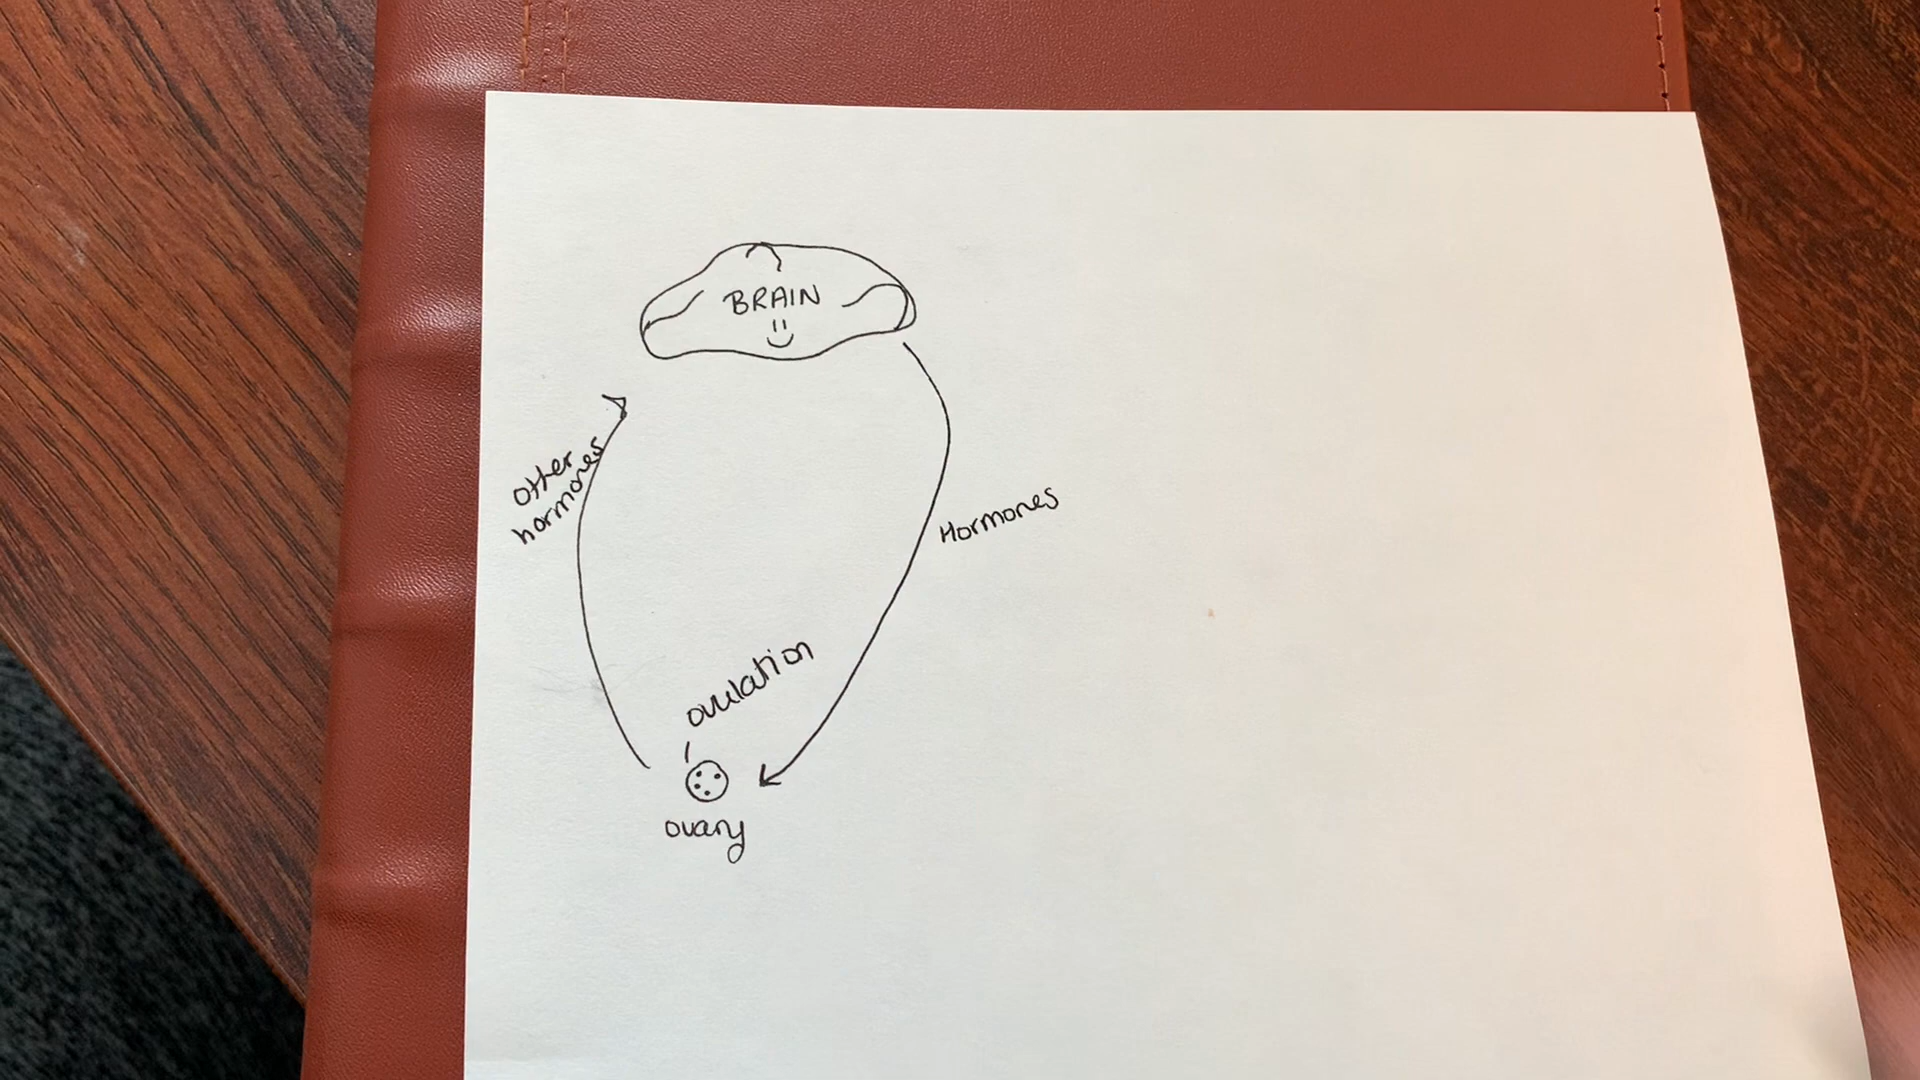 BRAIN
Other
hormones
Hormones
ovulation
ovary